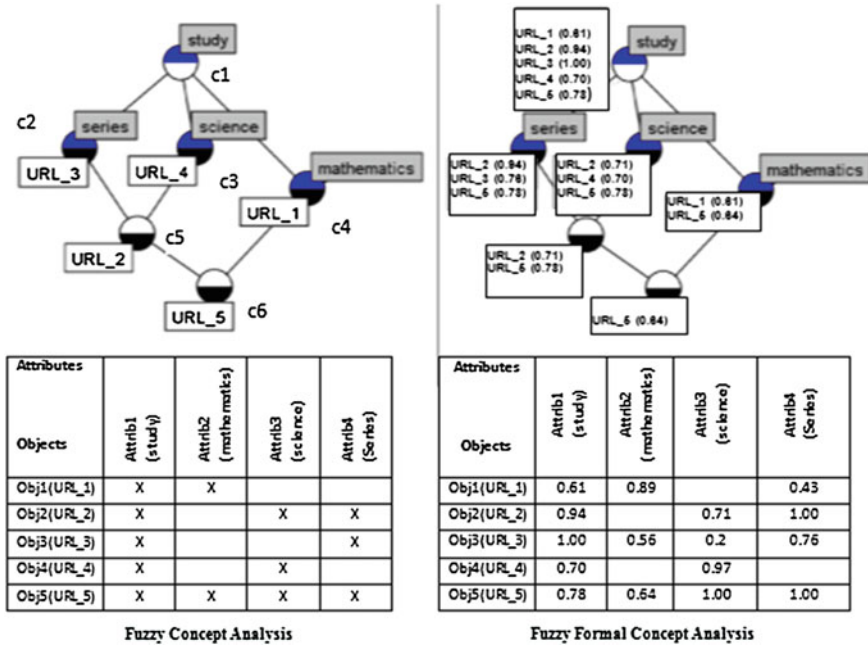 study
c1
c2
series
science
URL_3
URL_4
c3
mathematics
URL_1
c4
c5
URL_2
URL_5
c6
Attributes
Objects
Attrib1 (study)
Attrib2 (mathematics)
Attrib3 (science)
Attrib4 (Series)
Obj1(URL_1) X X
Obj2(URL_2) X X X
Obj3(URL_3) X X
Obj4(URL_4) X X
Obj5(URL_5) X X X X
Fuzzy Concept Analysis
URL_1 (0.61)
URL_2 (0.94)
URL_3 (1.00)
URL_4 (0.70)
URL_5 (0.78)
study
series
science
mathematics
URL_2 (0.94)
URL_3 (0.76)
URL_5 (0.78)
URL_2 (0.71)
URL_4 (0.70)
URL_5 (0.78)
URL_1 (0.61)
URL_5 (0.64)
URL_2 (0.71)
URL_5 (0.78)
URL_5 (0.64)
Attributes
Objects
Attrib1 (study)
Attrib2 (mathematics)
Attrib3 (science)
Attrib4 (Series)
Obj1(URL_1) 0.61 0.89 0.43
Obj2(URL_2) 0.94 0.71 1.00
Obj3(URL_3) 1.00 0.56 0.2 0.76
Obj4(URL_4) 0.70 0.97
Obj5(URL_5) 0.78 0.64 1.00 1.00
Fuzzy Formal Concept Analysis